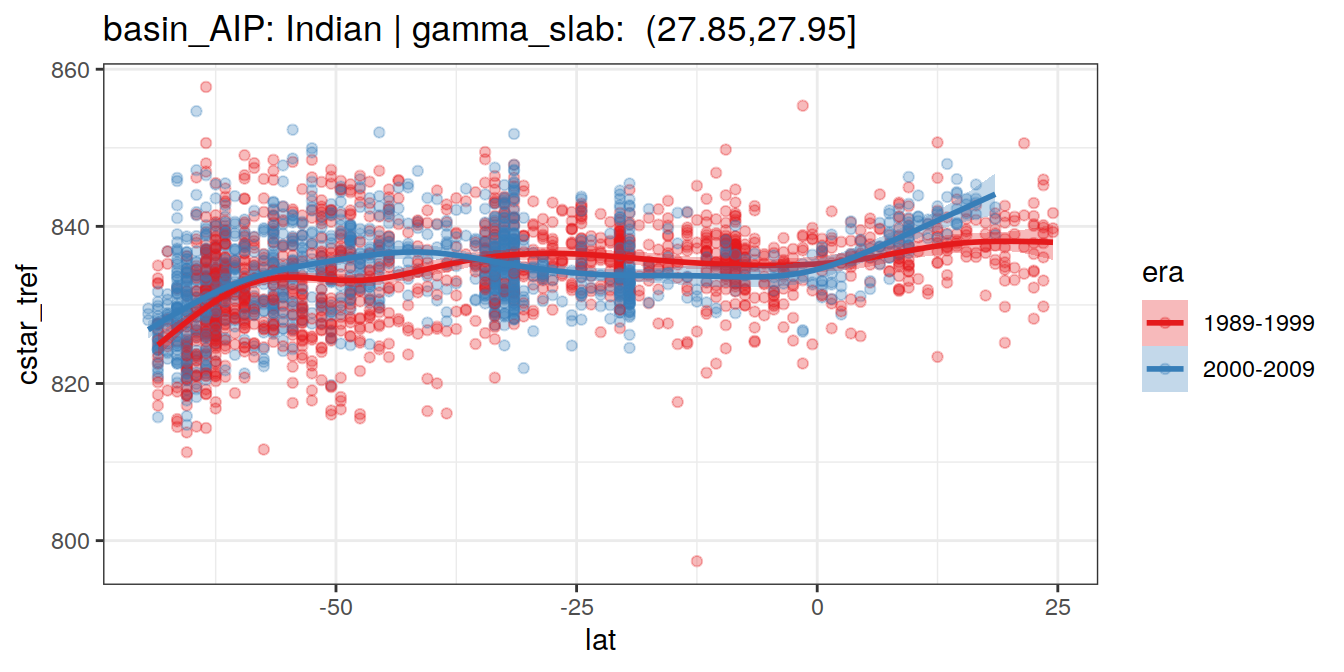 basin_AIP: Indian | gamma_slab:  (27.85,27.95]
860
840
820
800
cstar_tref
-50
-25
0
25
lat
era
1989-1999
2000-2009